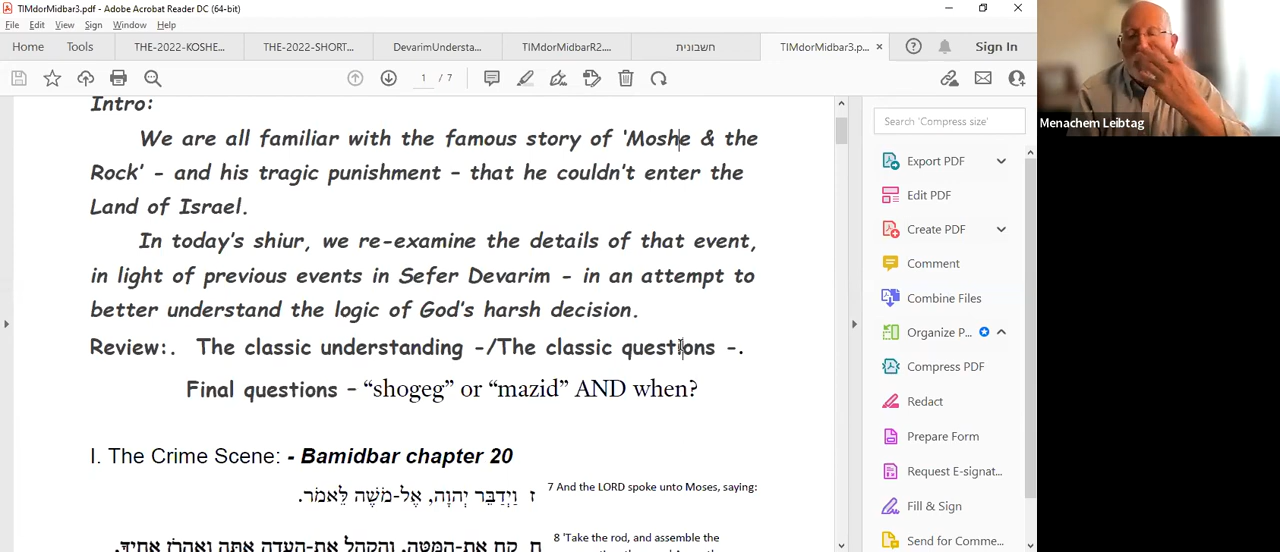 TIMdorMidbar3.pdf - Adobe Acrobat Reader DC (64-bit)
File Edit View Sign Window Help
Home Tools THE-2022-KOSHE... THE-2022-SHORT... DevarimUndersta... TIMdorMidbarR2.... חשבונית TIMdorMidbar3.p... × Sign In
1 / 7
Intro:
We are all familiar with the famous story of ‘Moshe & the
Rock’ - and his tragic punishment - that he couldn’t enter the
Land of Israel.
In today’s shiur, we re-examine the details of that event,
in light of previous events in Sefer Devarim - in an attempt to
better understand the logic of God’s harsh decision.
Review:. The classic understanding -/The classic questions -.
Final questions – “shogeg” or “mazid” AND when?
I. The Crime Scene: - Bamidbar chapter 20
ז וַיְדַבֵּר יְהוָה, אֶל-מֹשֶׁה לֵּאמֹר.
7 And the LORD spoke unto Moses, saying:
ח קַח אֶת-הַמַּטֶּה, וְהַקְהֵל אֶת-הָעֵדָה אַתָּה וְאַהֲרֹן אָחִיךָ
8 'Take the rod, and assemble the
Search 'Compress size'
Export PDF
Edit PDF
Create PDF
Comment
Combine Files
Organize P...
Compress PDF
Redact
Prepare Form
Request E-signat...
Fill & Sign
Send for Comme...
Menachem Leibtag